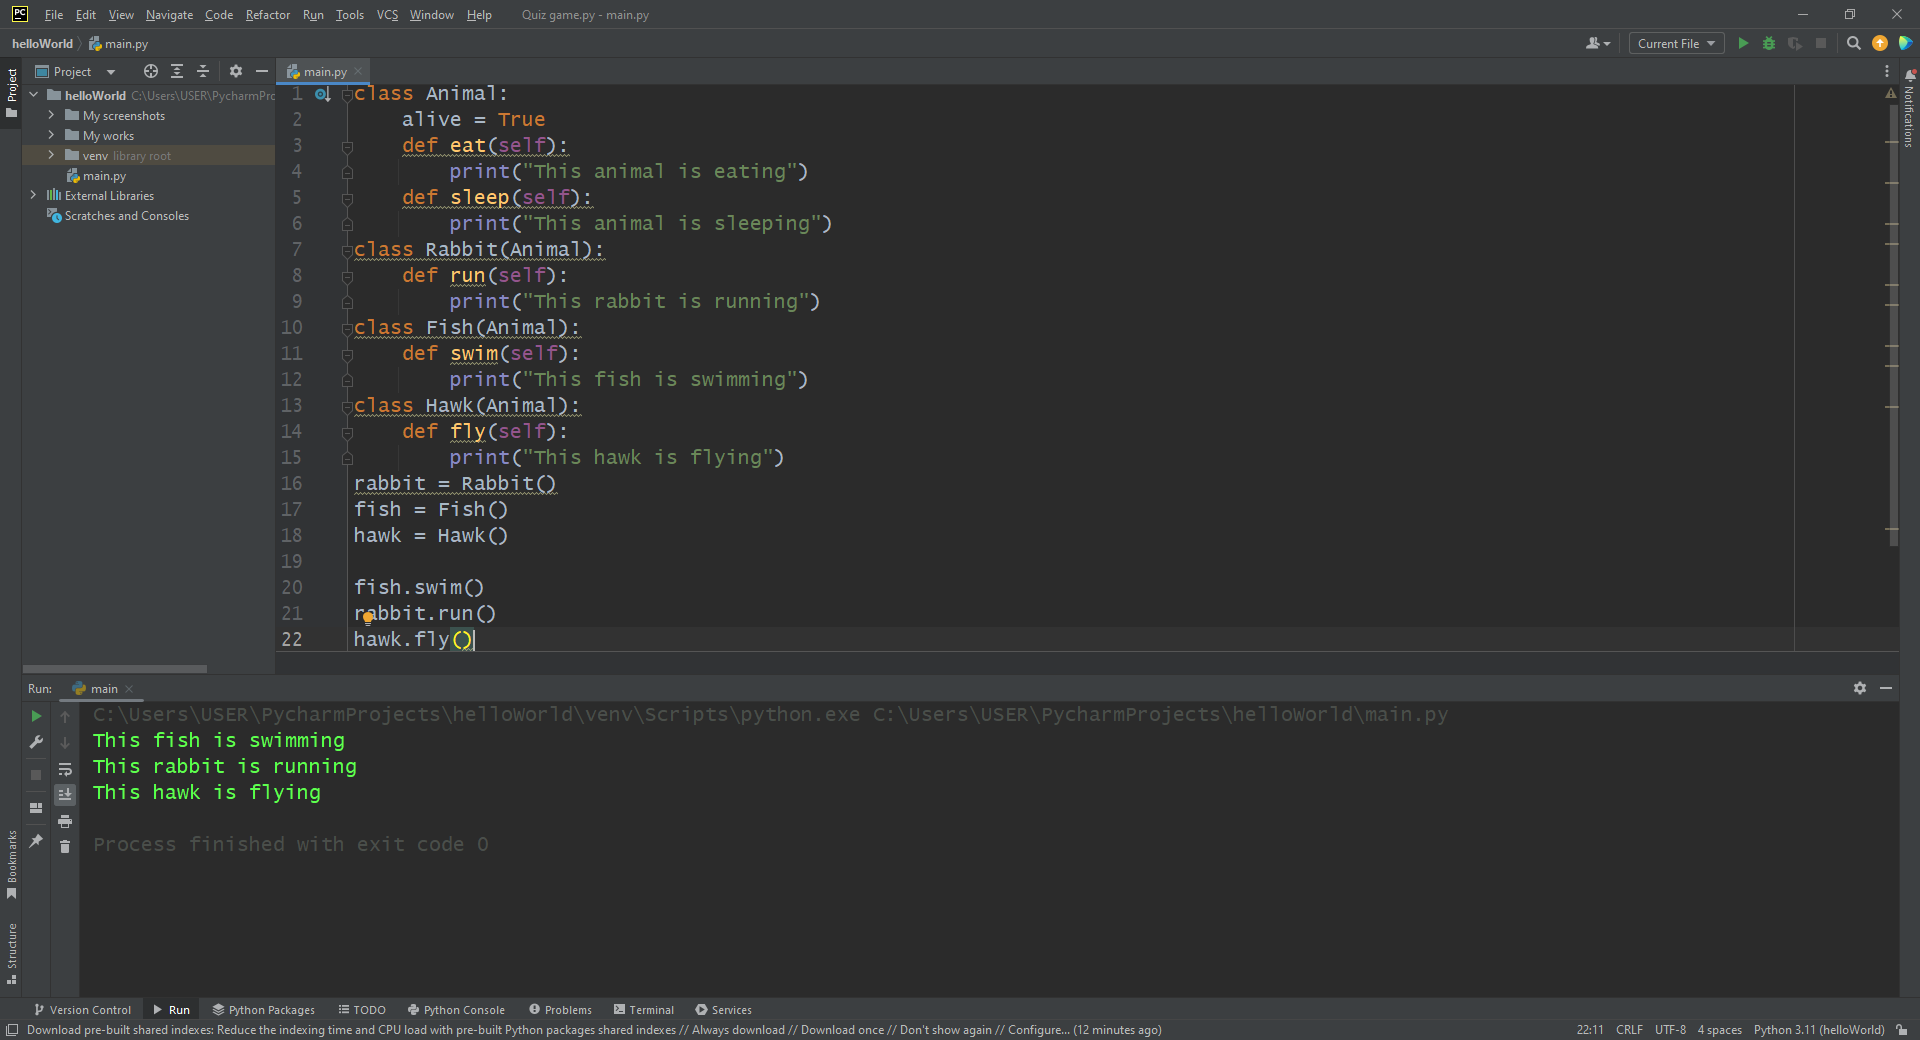 PC File Edit View Navigate Code Refactor Run Tools VCS Window Help Quiz game.py - main.py
helloWorld main.py Current File
Project main.py
Project
Notifications
helloWorld C:\Users\USER\PycharmPro
My screenshots
My works
venv library root
main.py
External Libraries
Scratches and Consoles
1 class Animal:
2     alive = True
3     def eat(self):
4         print("This animal is eating")
5     def sleep(self):
6         print("This animal is sleeping")
7 class Rabbit(Animal):
8     def run(self):
9         print("This rabbit is running")
10 class Fish(Animal):
11     def swim(self):
12         print("This fish is swimming")
13 class Hawk(Animal):
14     def fly(self):
15         print("This hawk is flying")
16 rabbit = Rabbit()
17 fish = Fish()
18 hawk = Hawk()
19
20 fish.swim()
21 rabbit.run()
22 hawk.fly()
Run: main
C:\Users\USER\PycharmProjects\helloWorld\venv\Scripts\python.exe C:\Users\USER\PycharmProjects\helloWorld\main.py
This fish is swimming
This rabbit is running
This hawk is flying
Process finished with exit code 0
Bookmarks
Structure
Version Control Run Python Packages TODO Python Console Problems Terminal Services
Download pre-built shared indexes: Reduce the indexing time and CPU load with pre-built Python packages shared indexes // Always download // Download once // Don't show again // Configure... (12 minutes ago) 22:11 CRLF UTF-8 4 spaces Python 3.11 (helloWorld)